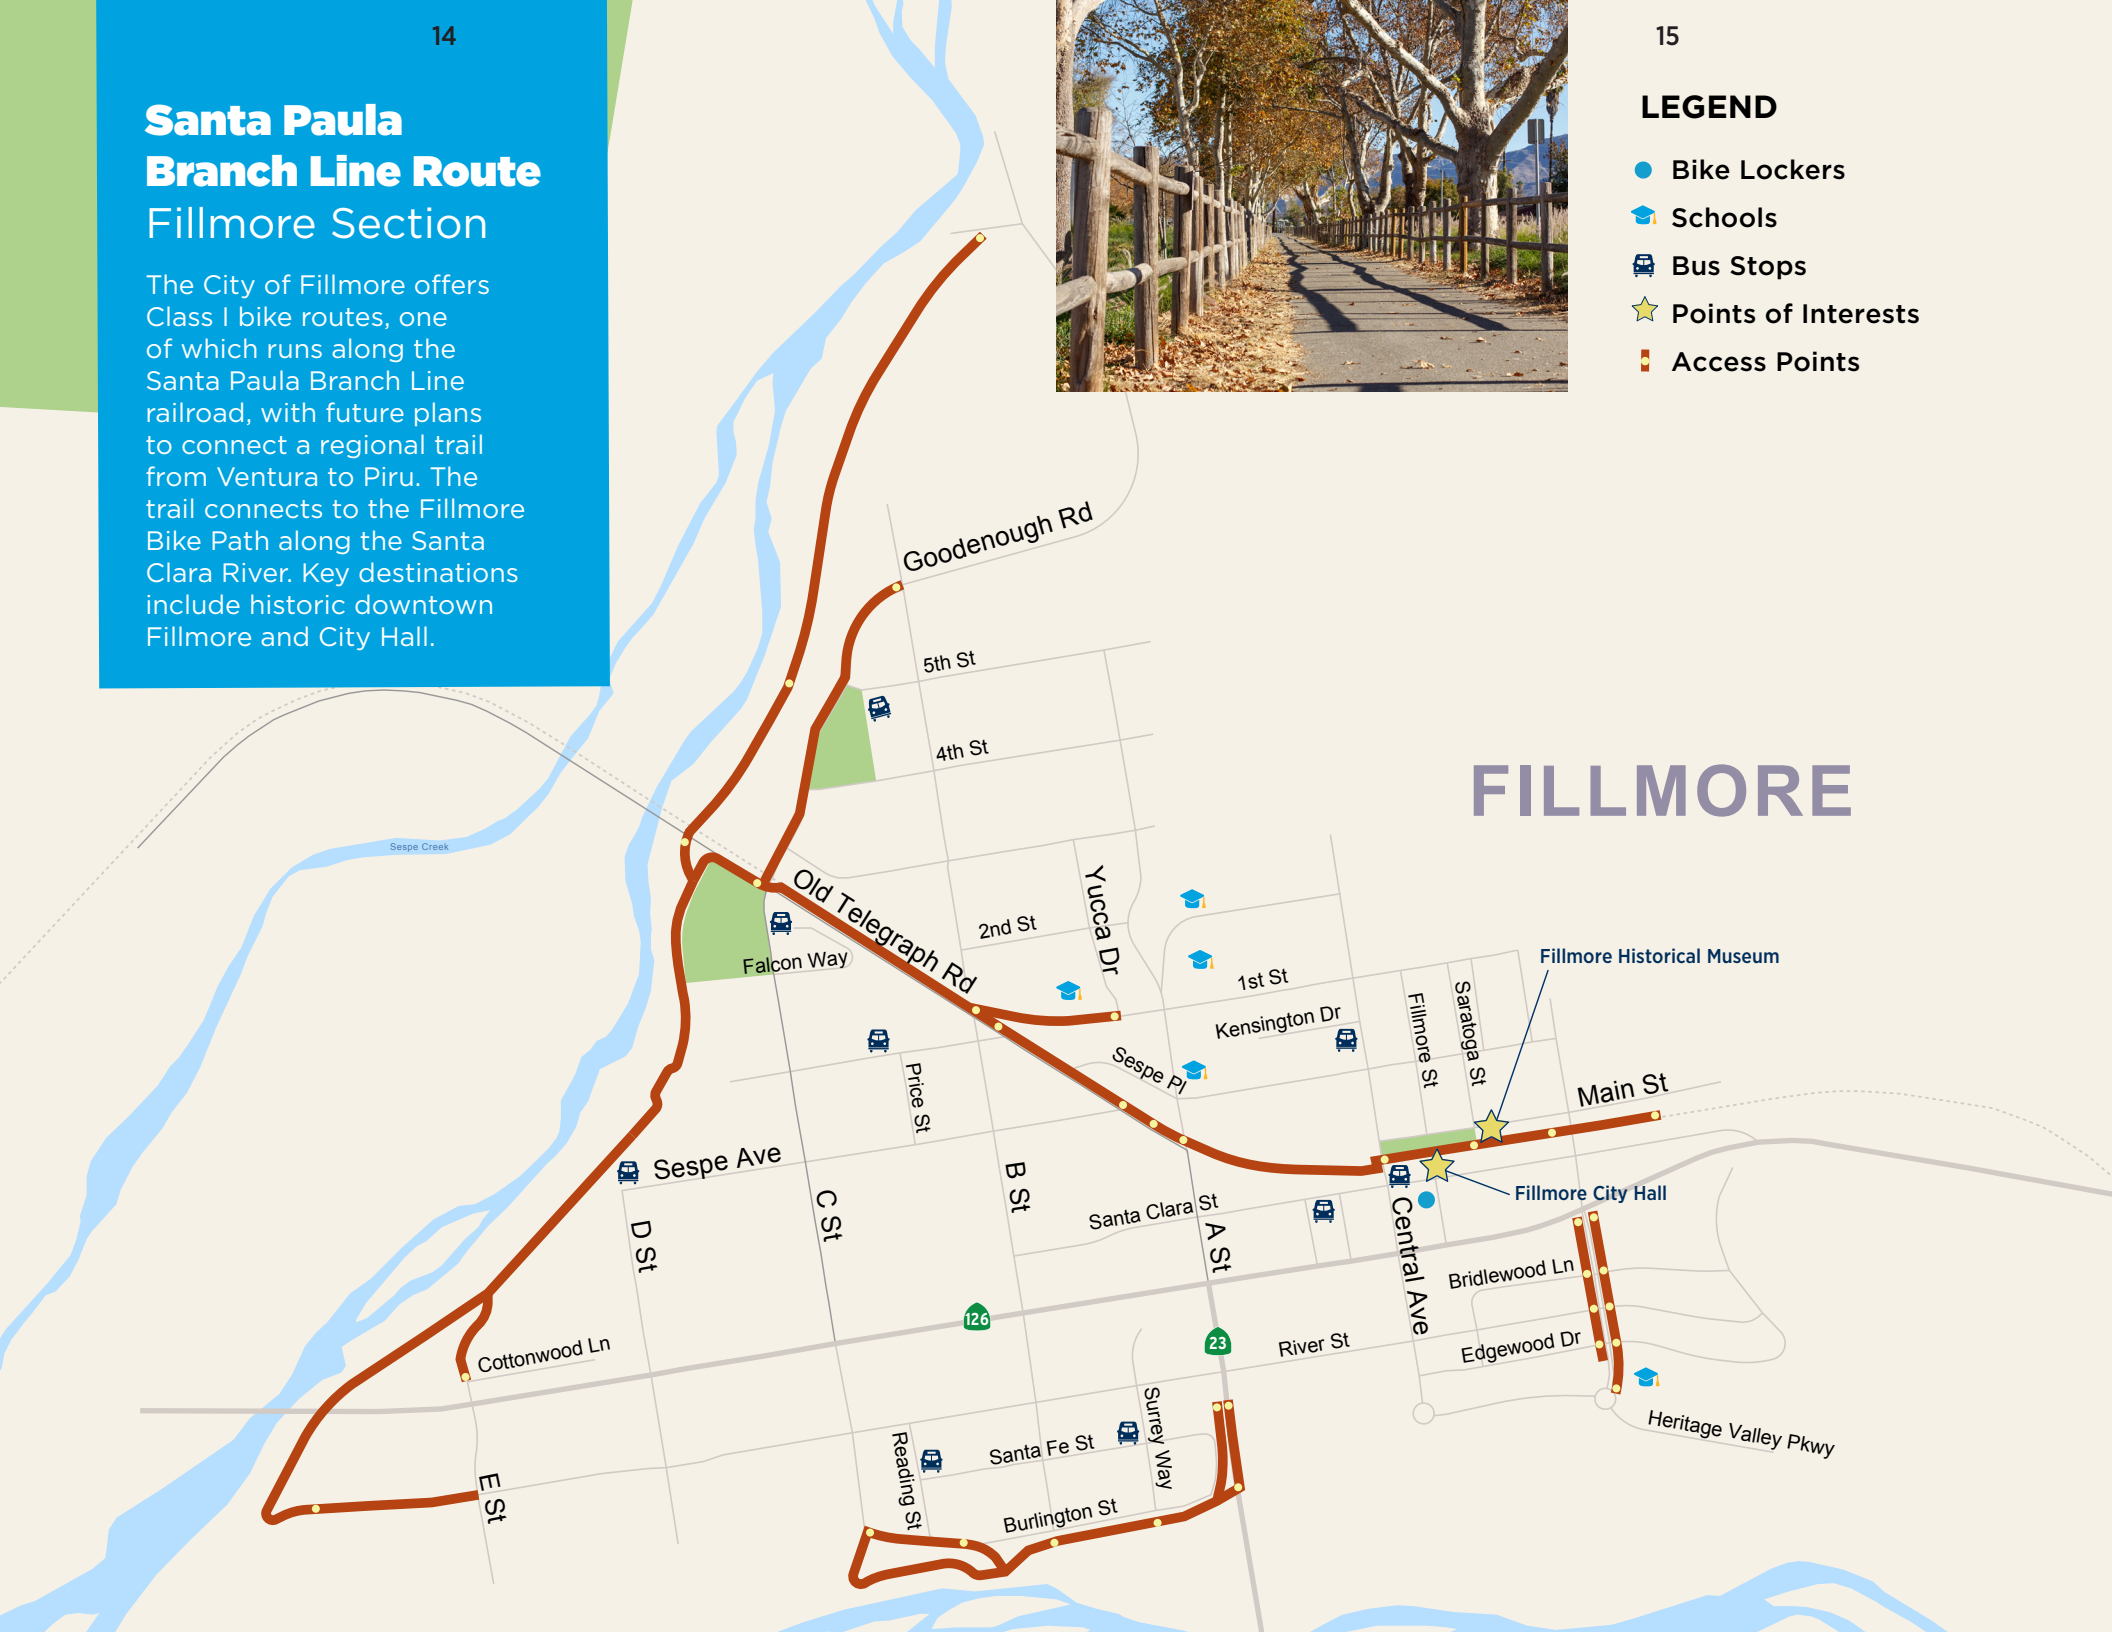 14
Santa Paula
Branch Line Route
Fillmore Section
The City of Fillmore offers
Class I bike routes, one
of which runs along the
Santa Paula Branch Line
railroad, with future plans
to connect a regional trail
from Ventura to Piru. The
trail connects to the Fillmore
Bike Path along the Santa
Clara River. Key destinations
include historic downtown
Fillmore and City Hall.
15
LEGEND
Bike Lockers
Schools
Bus Stops
Points of Interests
Access Points
Goodenough Rd
5th St
4th St
FILLMORE
Sespe Creek
Old Telegraph Rd
Yucca Dr
2nd St
Falcon Way
1st St
Kensington Dr
Fillmore St
Saratoga St
Fillmore Historical Museum
Sespe Pl
Price St
Main St
Sespe Ave
D St
C St
B St
Santa Clara St
A St
Central Ave
Fillmore City Hall
Bridlewood Ln
126
23
River St
Edgewood Dr
Cottonwood Ln
Heritage Valley Pkwy
E St
Reading St
Santa Fe St
Surrey Way
Burlington St